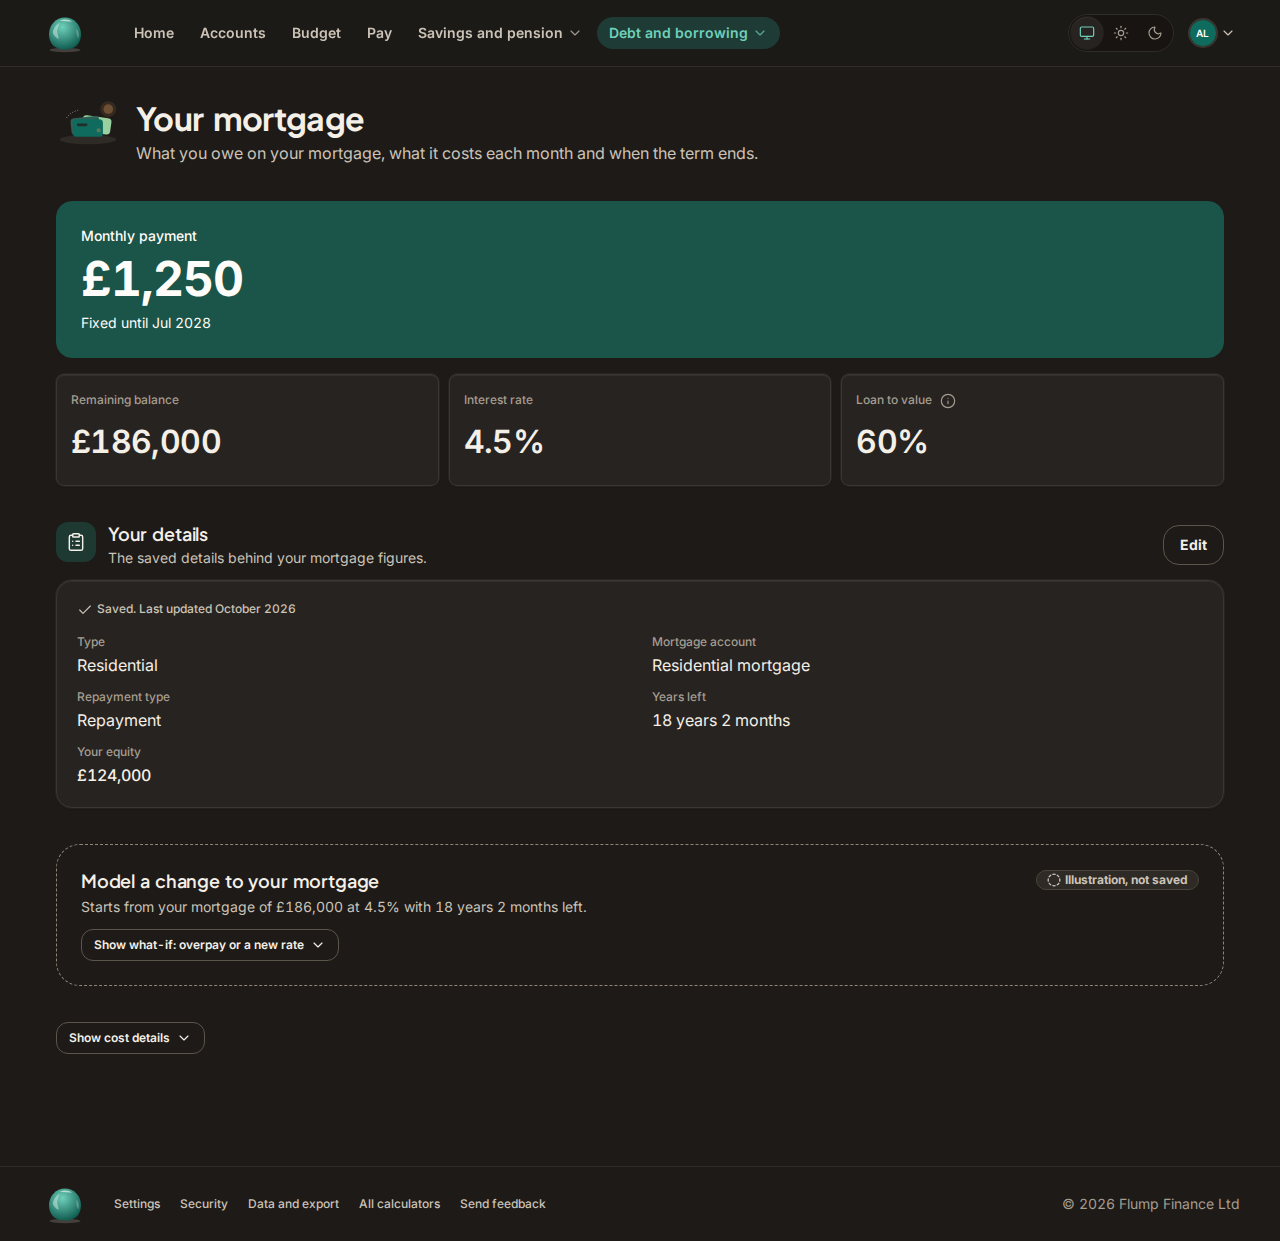 Home
Accounts
Budget
Pay
Savings and pension
Debt and borrowing
AL
Your mortgage
What you owe on your mortgage, what it costs each month and when the term ends.
Monthly payment
£1,250
Fixed until Jul 2028
Remaining balance
£186,000
Interest rate
4.5%
Loan to value
60%
Your details
The saved details behind your mortgage figures.
Edit
Saved. Last updated October 2026
Type
Residential
Mortgage account
Residential mortgage
Repayment type
Repayment
Years left
18 years 2 months
Your equity
£124,000
Model a change to your mortgage
Illustration, not saved
Starts from your mortgage of £186,000 at 4.5% with 18 years 2 months left.
Show what-if: overpay or a new rate
Show cost details
Settings
Security
Data and export
All calculators
Send feedback
© 2026 Flump Finance Ltd